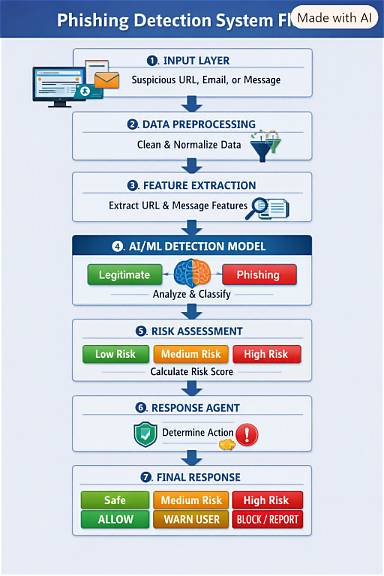 Phishing Detection System Fl
Made with AI
1. INPUT LAYER
Suspicious URL, Email, or Message
2. DATA PREPROCESSING
Clean & Normalize Data
3 FEATURE EXTRACTION
Extract URL & Message Features
4. AI/ML DETECTION MODEL
Legitimate
Phishing
Analyze & Classify
5 RISK ASSESSMENT
Low Risk
Medium Risk
High Risk
Calculate Risk Score
6. RESPONSE AGENT
Determine Action
7. FINAL RESPONSE
Safe
Medium Risk
High Risk
ALLOW
WARN USER
BLOCK / REPORT